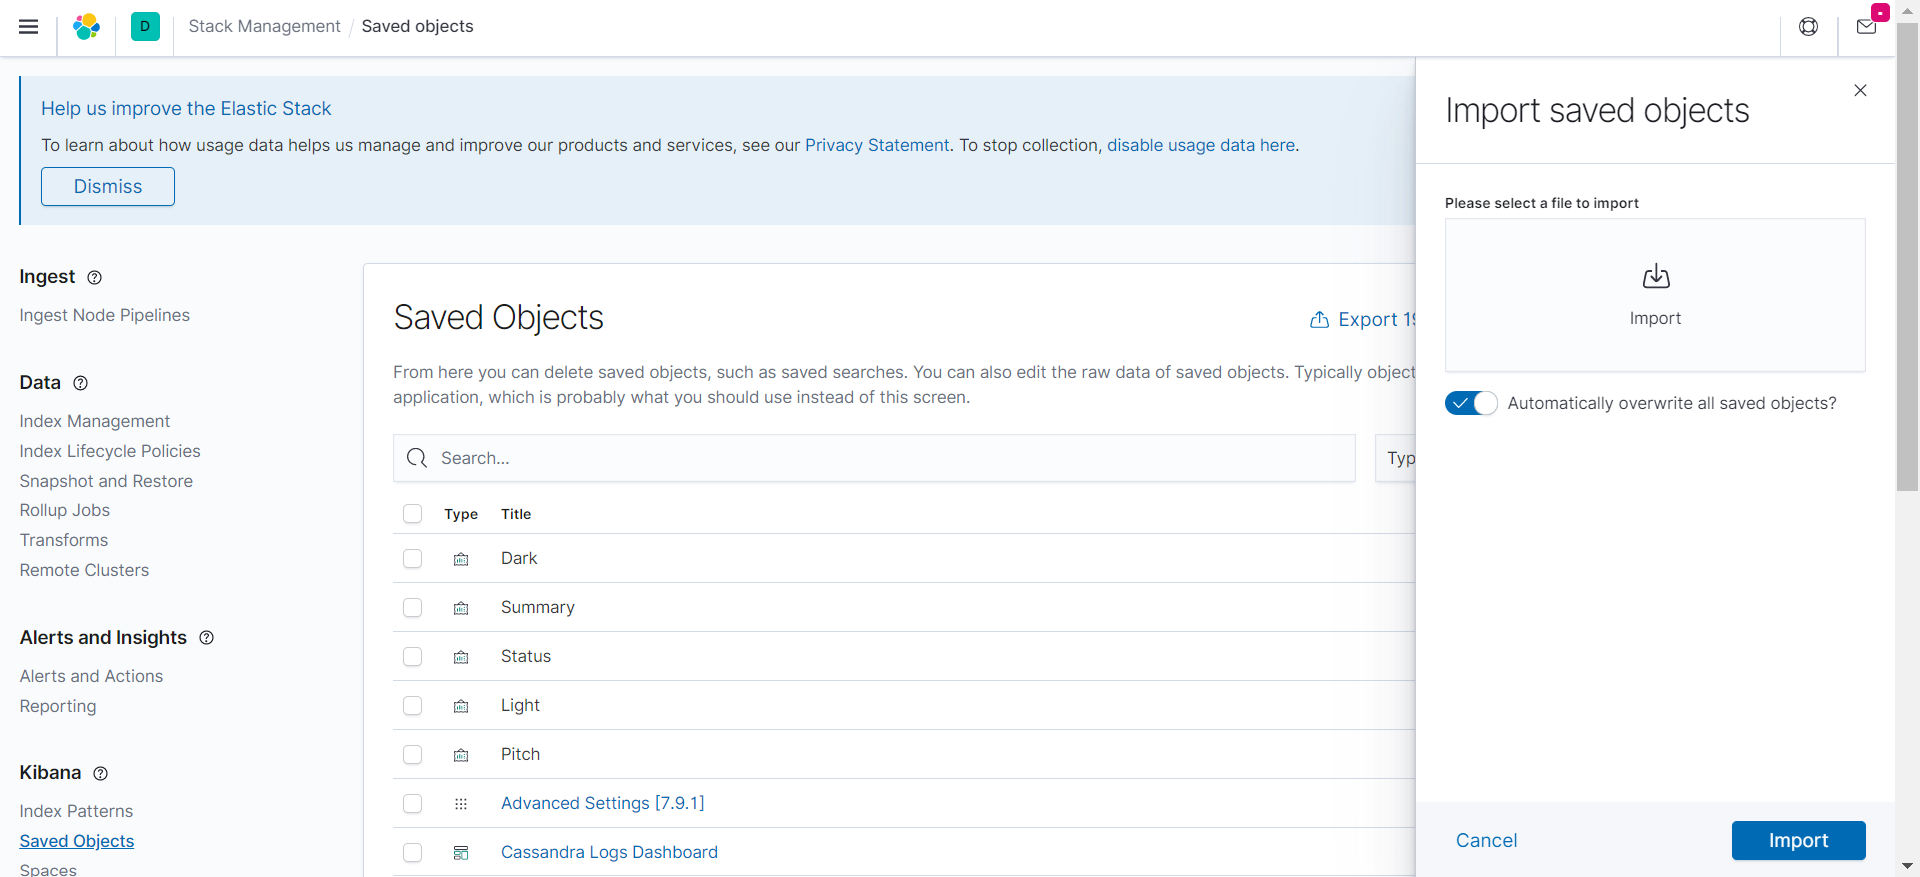 D
Stack Management / Saved objects
Help us improve the Elastic Stack
To learn about how usage data helps us manage and improve our products and services, see our Privacy Statement. To stop collection, disable usage data here.
Dismiss
Ingest
Ingest Node Pipelines
Data
Index Management
Index Lifecycle Policies
Snapshot and Restore
Rollup Jobs
Transforms
Remote Clusters
Alerts and Insights
Alerts and Actions
Reporting
Kibana
Index Patterns
Saved Objects
Spaces
Saved Objects
Export 19
From here you can delete saved objects, such as saved searches. You can also edit the raw data of saved objects. Typically object
application, which is probably what you should use instead of this screen.
Search...
Typ
Type Title
Dark
Summary
Status
Light
Pitch
Advanced Settings [7.9.1]
Cassandra Logs Dashboard
Import saved objects
Please select a file to import
Import
Automatically overwrite all saved objects?
Cancel
Import